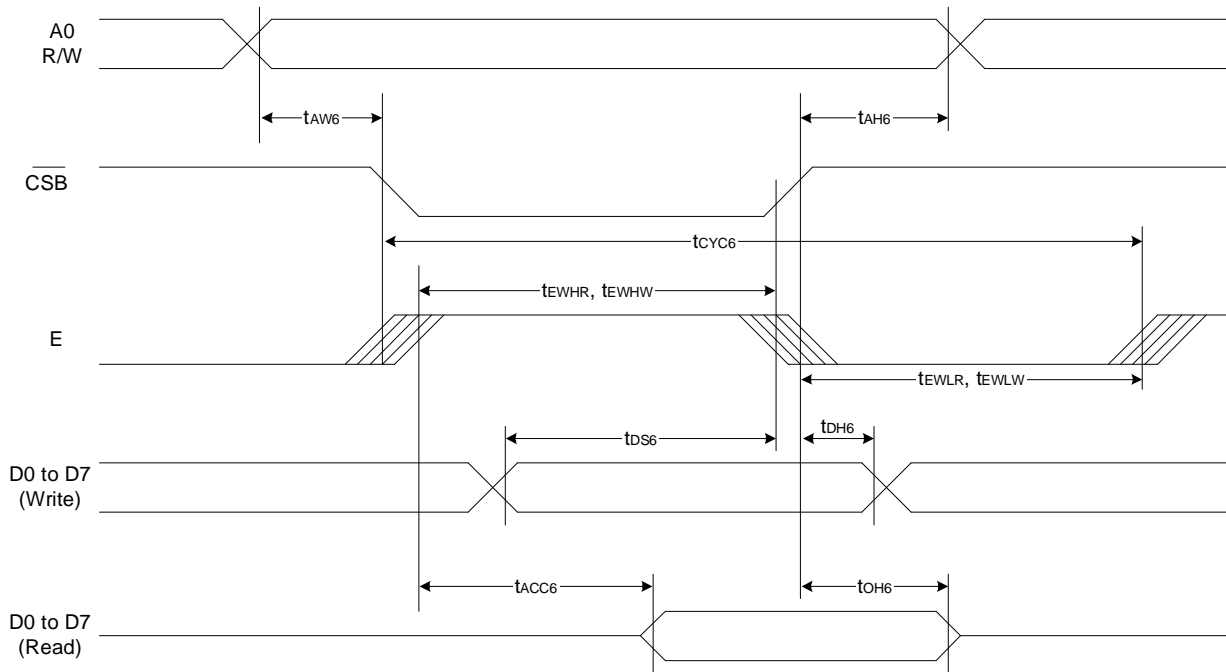 A0
R/W
tAW6
tAH6
CSB
tCYC6
tEWHR, tEWHW
E
tEWLR, tEWLW
tDS6
tDH6
D0 to D7
(Write)
tACC6
tOH6
D0 to D7
(Read)